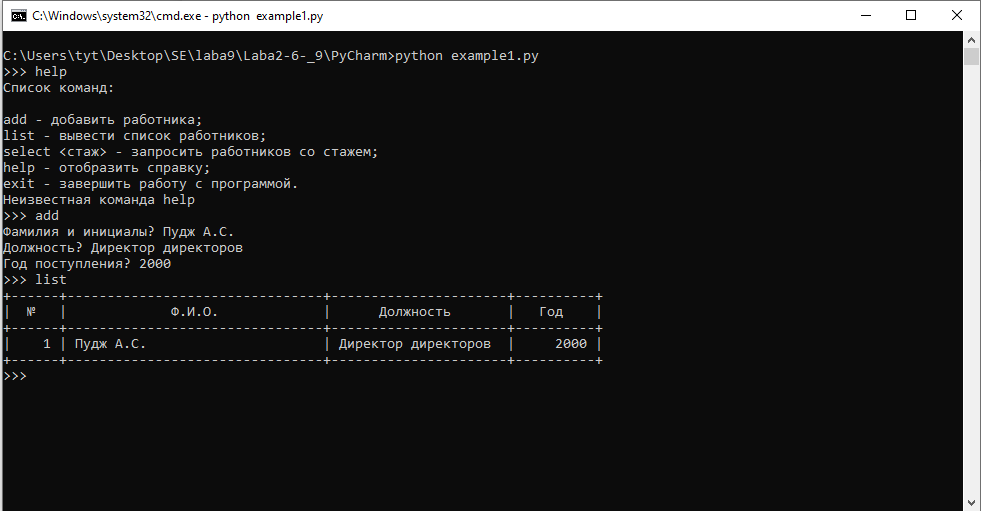 C:\Windows\system32\cmd.exe - python  example1.py
C:\Users\tyt\Desktop\SE\laba9\Laba2-6-_9\PyCharm>python example1.py
>>> help
Список команд:
add - добавить работника;
list - вывести список работников;
select <стаж> - запросить работников со стажем;
help - отобразить справку;
exit - завершить работу с программой.
Неизвестная команда help
>>> add
Фамилия и инициалы? Пудж А.С.
Должность? Директор директоров
Год поступления? 2000
>>> list
+------+--------------------------------+----------------------+----------+
|  №   |             Ф.И.О.             |      Должность       |   Год    |
+------+--------------------------------+----------------------+----------+
|    1 | Пудж А.С.                      | Директор директоров  |     2000 |
+------+--------------------------------+----------------------+----------+
>>>